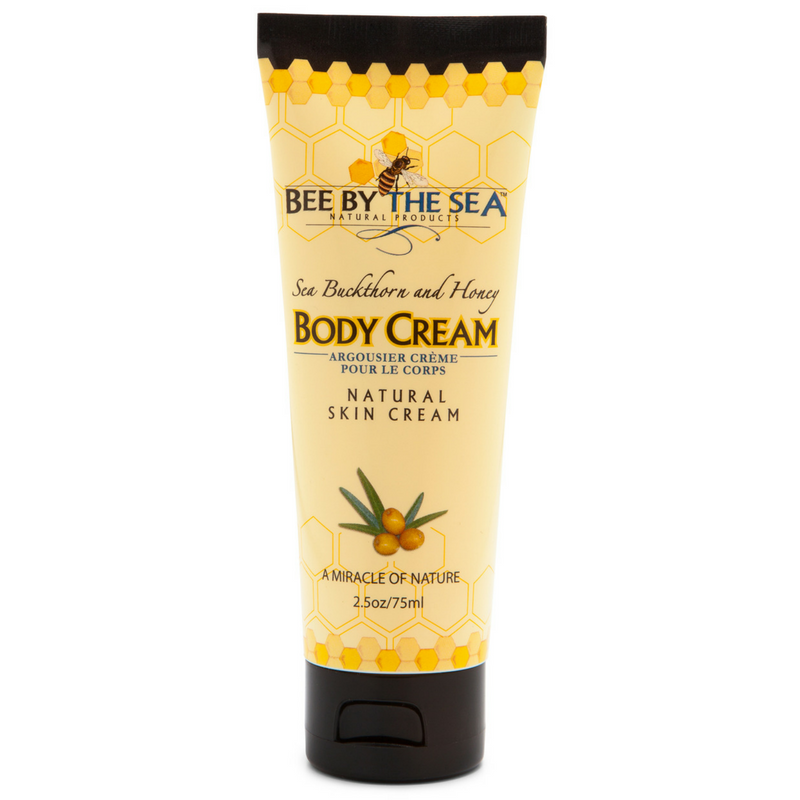 BEE BY THE SEA™
NATURAL PRODUCTS
Sea Buckthorn and Honey
BODY CREAM
ARGOUSIER CRÈME
POUR LE CORPS
NATURAL
SKIN CREAM
A MIRACLE OF NATURE
2.5oz/75ml